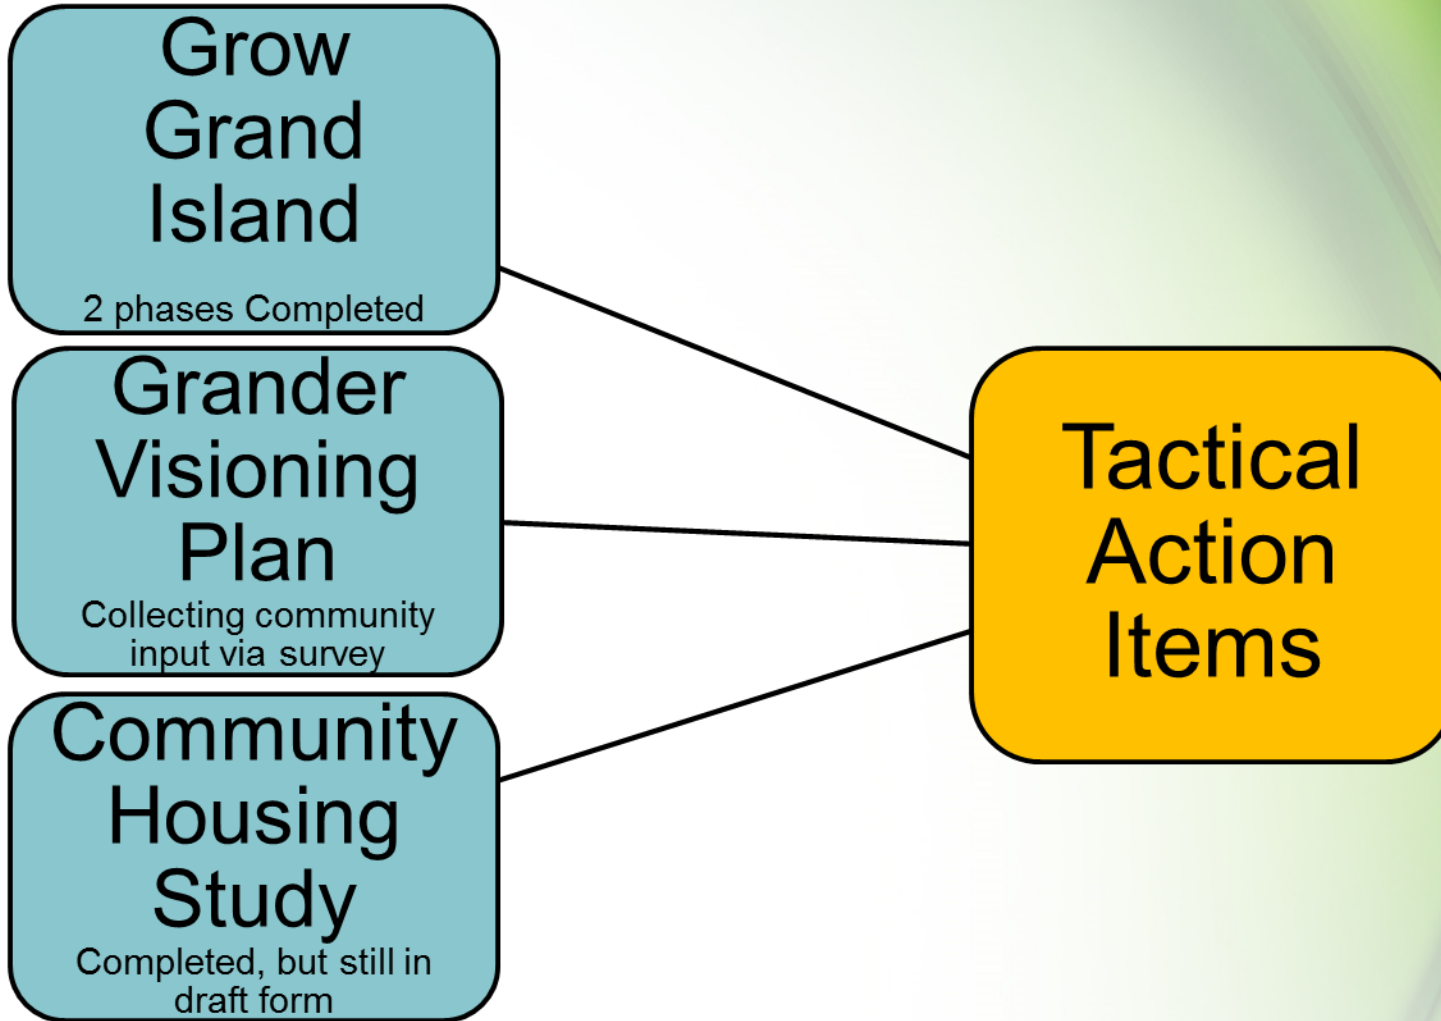 Grow
Grand
Island
2 phases Completed
Grander
Visioning
Plan
Collecting community
input via survey
Community
Housing
Study
Completed, but still in
draft form
Tactical
Action
Items